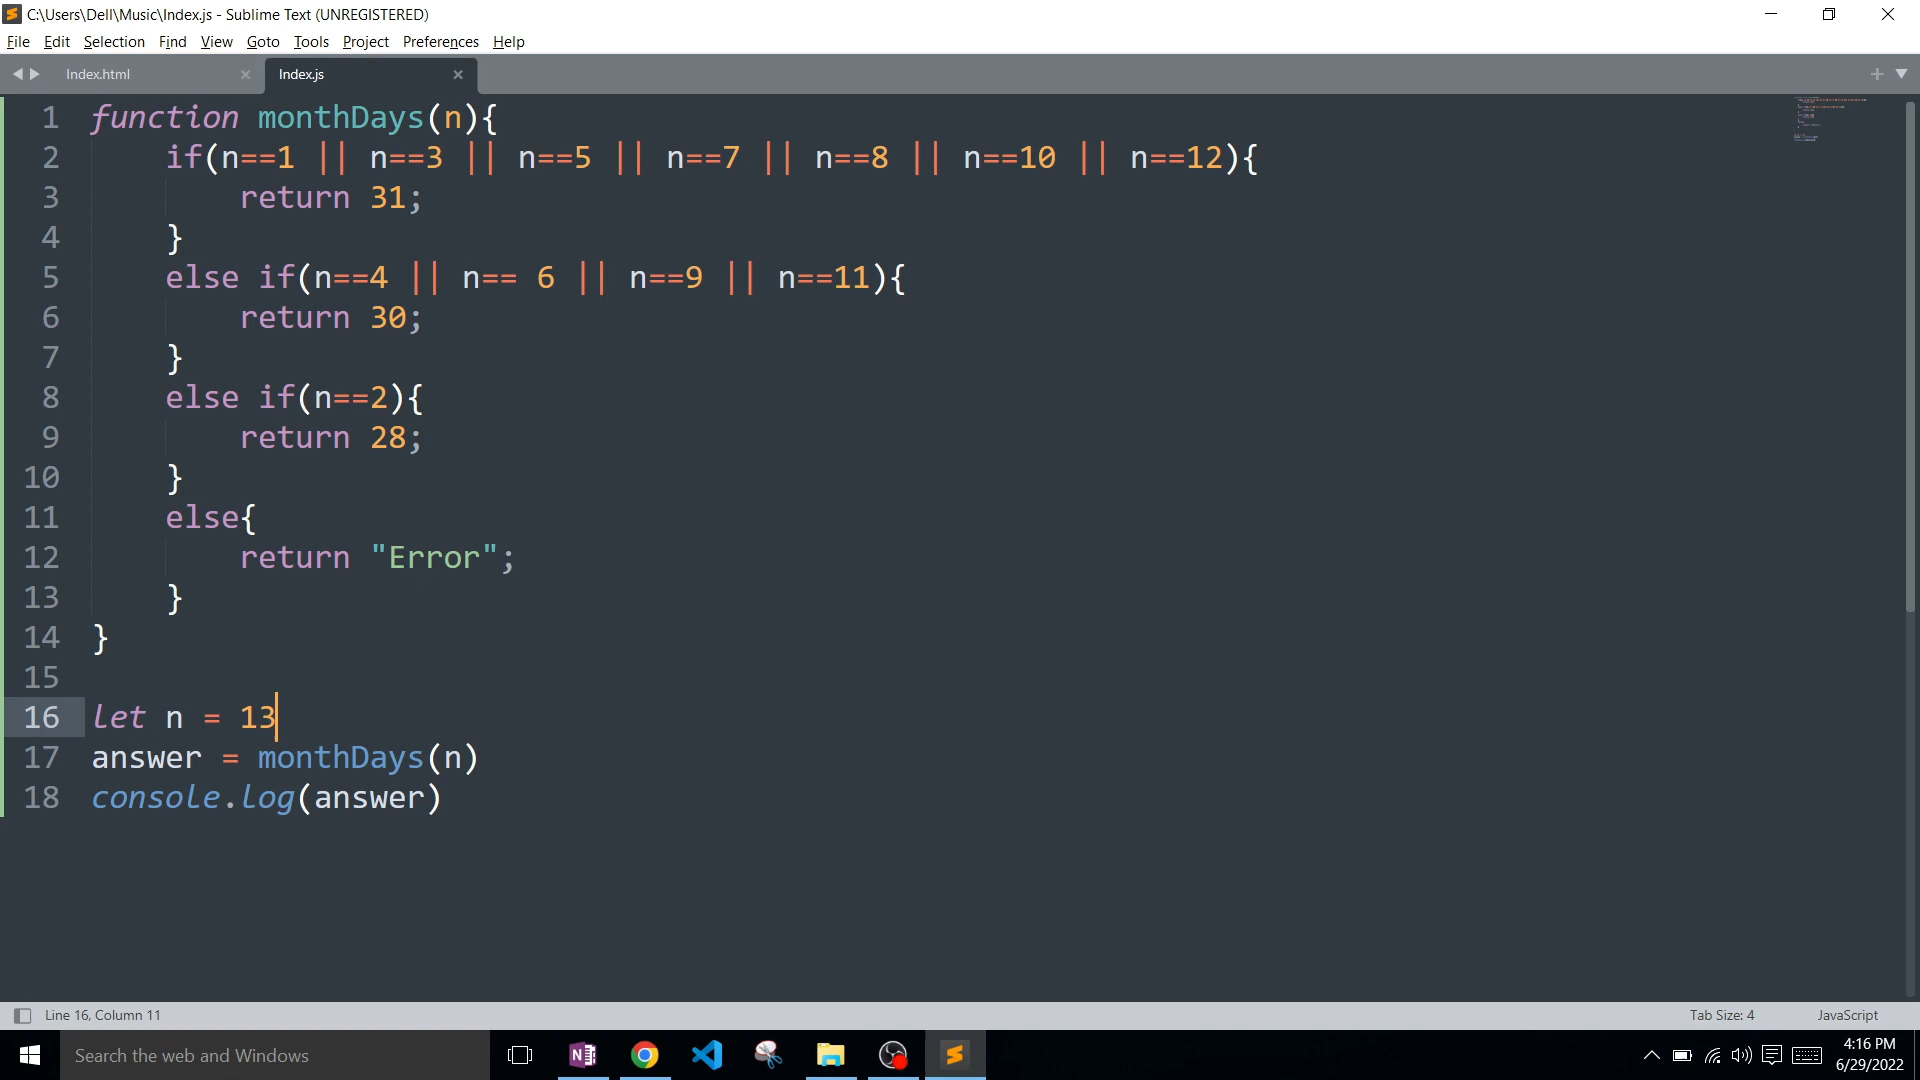 C:\Users\Dell\Music\Index.js - Sublime Text (UNREGISTERED)
File Edit Selection Find View Goto Tools Project Preferences Help
Index.html Index.js
1 function monthDays(n){
2 if(n==1 || n==3 || n==5 || n==7 || n==8 || n==10 || n==12){
3 return 31;
4 }
5 else if(n==4 || n== 6 || n==9 || n==11){
6 return 30;
7 }
8 else if(n==2){
9 return 28;
10 }
11 else{
12 return "Error";
13 }
14 }
15
16 let n = 13
17 answer = monthDays(n)
18 console.log(answer)
Line 16, Column 11 Tab Size: 4 JavaScript
Search the web and Windows
4:16 PM
6/29/2022